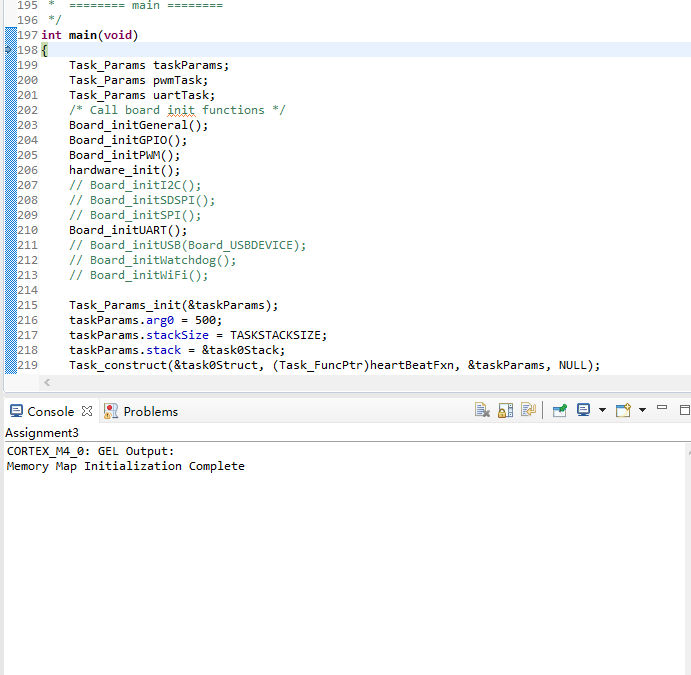 195 * ======== main ========
196 */
197 int main(void)
198 {
199 Task_Params taskParams;
200 Task_Params pwmTask;
201 Task_Params uartTask;
202 /* Call board init functions */
203 Board_initGeneral();
204 Board_initGPIO();
205 Board_initPWM();
206 hardware_init();
207 // Board_initI2C();
208 // Board_initSDSPI();
209 // Board_initSPI();
210 Board_initUART();
211 // Board_initUSB(Board_USBDEVICE);
212 // Board_initWatchdog();
213 // Board_initWiFi();
214
215 Task_Params_init(&taskParams);
216 taskParams.arg0 = 500;
217 taskParams.stackSize = TASKSTACKSIZE;
218 taskParams.stack = &task0Stack;
219 Task_construct(&task0Struct, (Task_FuncPtr)heartBeatFxn, &taskParams, NULL);
Console Problems
Assignment3
CORTEX_M4_0: GEL Output:
Memory Map Initialization Complete